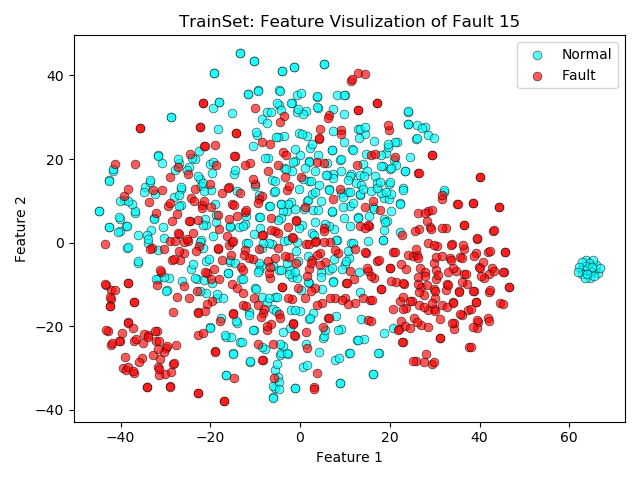 TrainSet: Feature Visulization of Fault 15
Normal
Fault
Feature 2
40
20
0
−20
−40
−40 −20 0 20 40 60
Feature 1